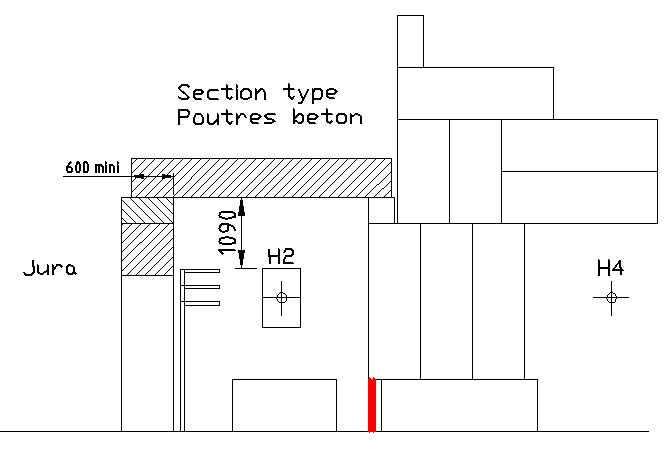 Section type
Poutres beton
600 mini
1090
H2
Jura
H4